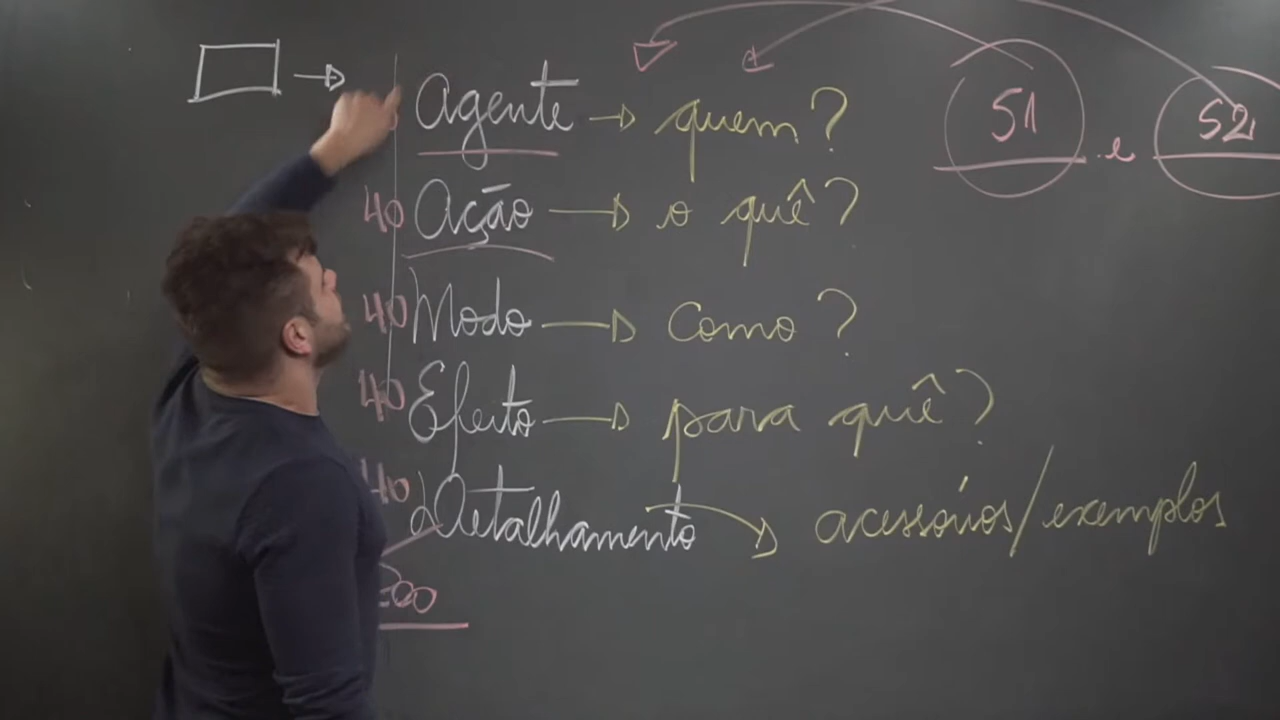 Agente → quem? S1 e S2
40 Ação → o quê?
40 Modo → Como?
40 Efeito → para quê?
40 Detalhamento acessórios/exemplos
200